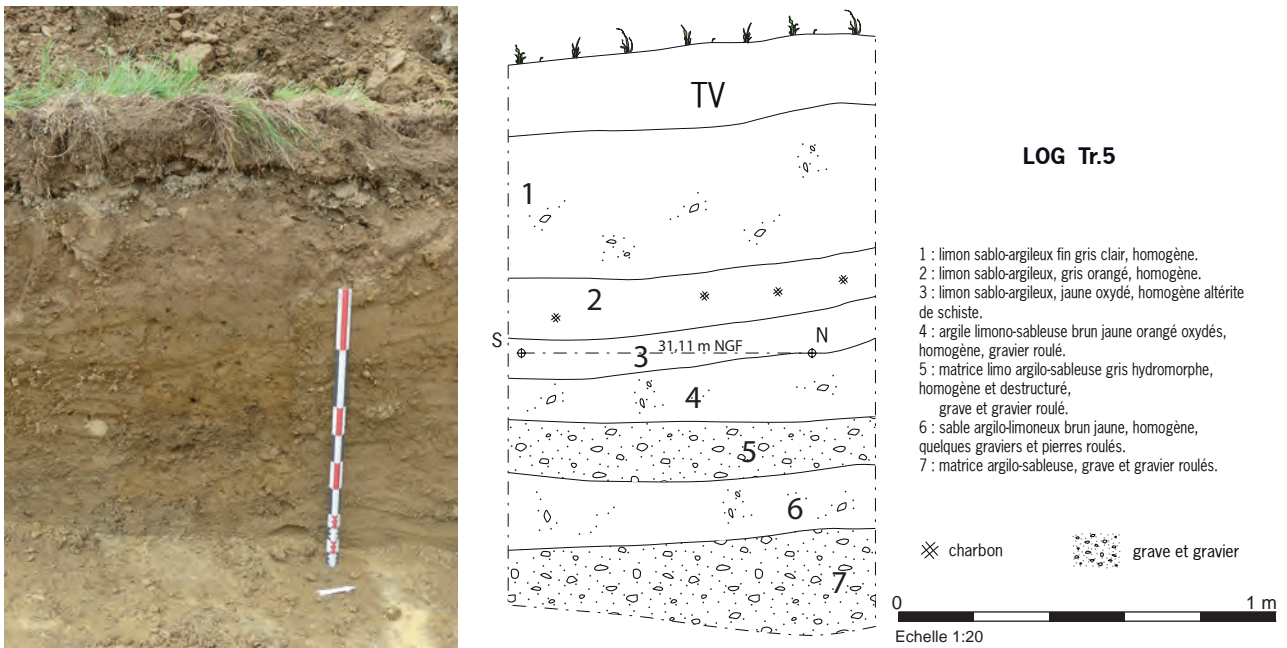 TV
1
2
S
31,11 m NGF
N
3
4
5
6
7
LOG Tr.5
1 : limon sablo-argileux fin gris clair, homogène.
2 : limon sablo-argileux, gris orangé, homogène.
3 : limon sablo-argileux, jaune oxydé, homogène altérite
de schiste.
4 : argile limono-sableuse brun jaune orangé oxydés,
homogène, gravier roulé.
5 : matrice limo argilo-sableuse gris hydromorphe,
homogène et destructuré,
grave et gravier roulé.
6 : sable argilo-limoneux brun jaune, homogène,
quelques graviers et pierres roulés.
7 : matrice argilo-sableuse, grave et gravier roulés.
charbon
grave et gravier
0 1 m
Echelle 1:20